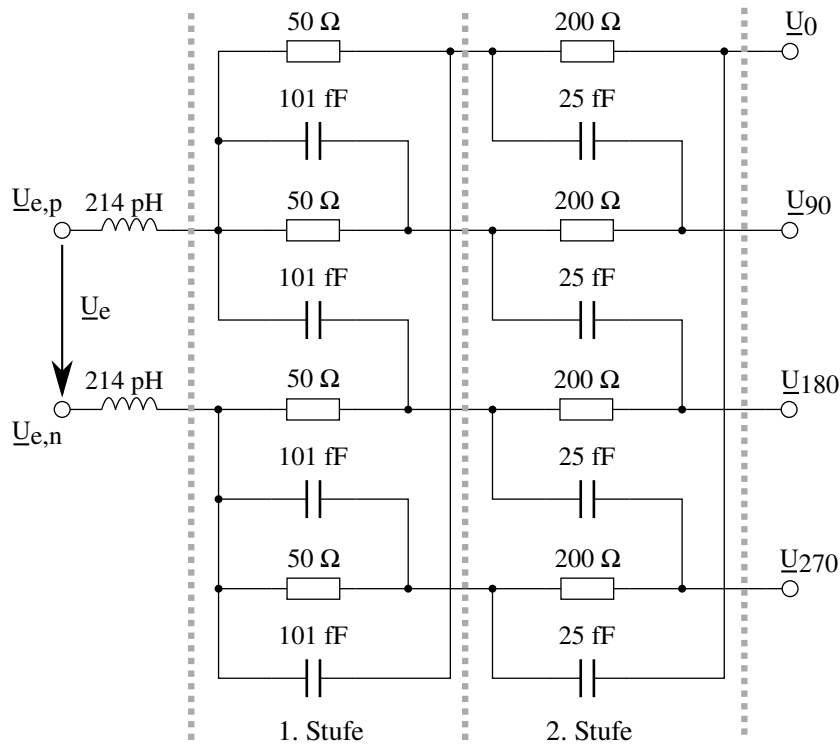 50 Ω
200 Ω
U0
101 fF
25 fF
Ue,p
214 pH
50 Ω
200 Ω
U90
101 fF
25 fF
Ue
214 pH
50 Ω
200 Ω
U180
Ue,n
101 fF
25 fF
50 Ω
200 Ω
U270
101 fF
25 fF
1. Stufe
2. Stufe